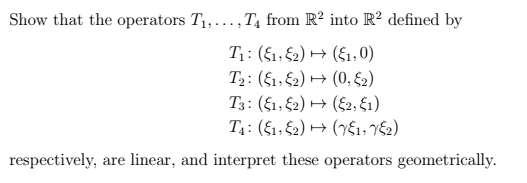 Show that the operators T₁, . . . , T₄ from ℝ² into ℝ² defined by
T₁: (ξ₁, ξ₂) ↦ (ξ₁, 0)
T₂: (ξ₁, ξ₂) ↦ (0, ξ₂)
T₃: (ξ₁, ξ₂) ↦ (ξ₂, ξ₁)
T₄: (ξ₁, ξ₂) ↦ (γξ₁, γξ₂)
respectively, are linear, and interpret these operators geometrically.